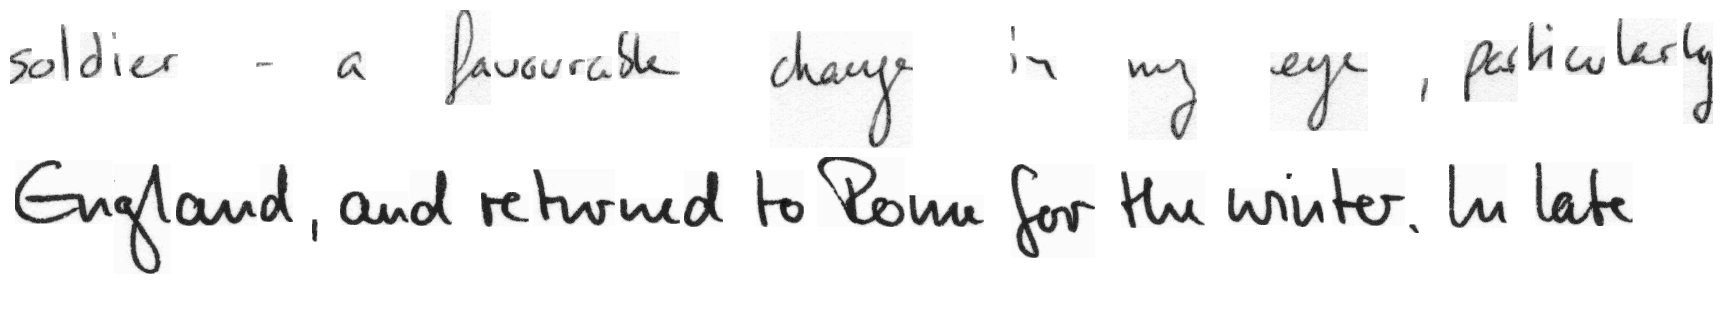 soldier - a favourable change in my eye, particularly
England, and returned to Rome for the winter. In late